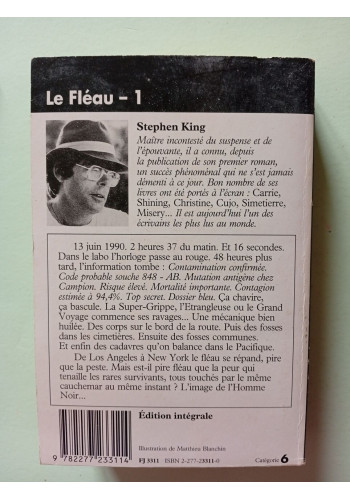 Le Fléau – 1
Stephen King
Maître incontesté du suspense et de
l'épouvante, il a connu, depuis
la publication de son premier roman,
un succès phénoménal qui ne s'est jamais
démenti à ce jour. Bon nombre de ses
livres ont été portés à l'écran : Carrie,
Shining, Christine, Cujo, Simetierre,
Misery... Il est aujourd'hui l'un des
écrivains les plus lus au monde.
13 juin 1990. 2 heures 37 du matin. Et 16 secondes.
Dans le labo l'horloge passe au rouge. 48 heures plus
tard, l'information tombe : Contamination confirmée.
Code probable souche 848 - AB. Mutation antigène chez
Campion. Risque élevé. Mortalité importante. Contagion
estimée à 94,4%. Top secret. Dossier bleu. Ça chavire,
ça bascule. La Super-Grippe, l'Etrangleuse ou le Grand
Voyage commence ses ravages... Une mécanique bien
huilée. Des corps sur le bord de la route. Puis des fosses
dans les cimetières. Ensuite des fosses communes.
Et enfin des cadavres qu'on balance dans le Pacifique.
De Los Angeles à New York le fléau se répand, pire
que la peste. Mais est-il pire fléau que la peur qui
tenaille les rares survivants, tous touchés par le même
cauchemar au même instant ? L'image de l'Homme
Noir...
Édition intégrale
Illustration de Matthieu Blanchin
9 782277 233114
ISBN 2-277-23311-0
Catégorie 6